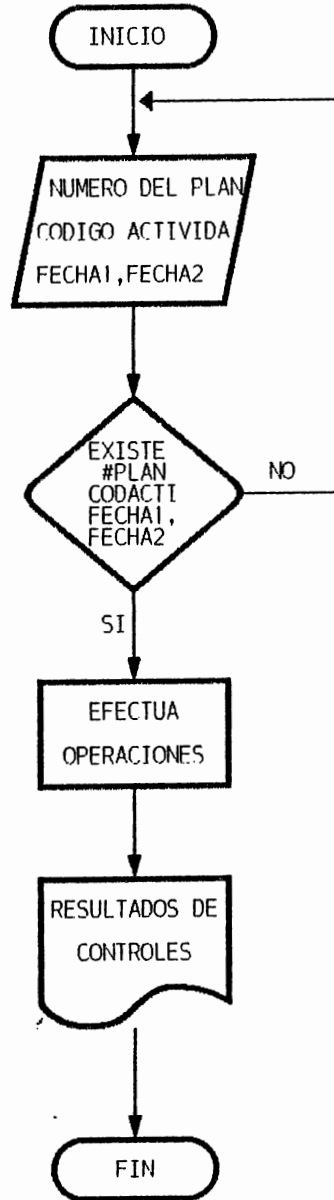 INICIO
NUMERO DEL PLAN
CODIGO ACTIVIDA
FECHA1,FECHA2
EXISTE
#PLAN
CODACTI
FECHA1,
FECHA2
NO
SI
EFECTUA
OPERACIONES
RESULTADOS DE
CONTROLES
FIN